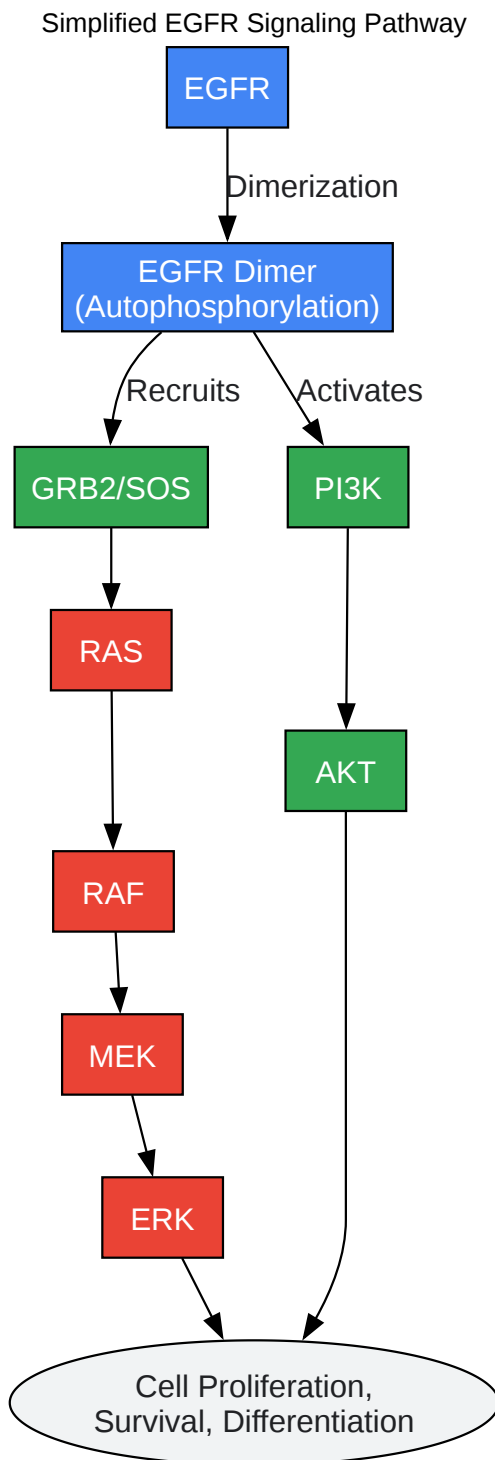 Simplified EGFR Signaling Pathway
EGFR
Dimerization
EGFR Dimer
(Autophosphorylation)
Recruits
Activates
GRB2/SOS
PI3K
RAS
AKT
RAF
MEK
ERK
Cell Proliferation,
Survival, Differentiation